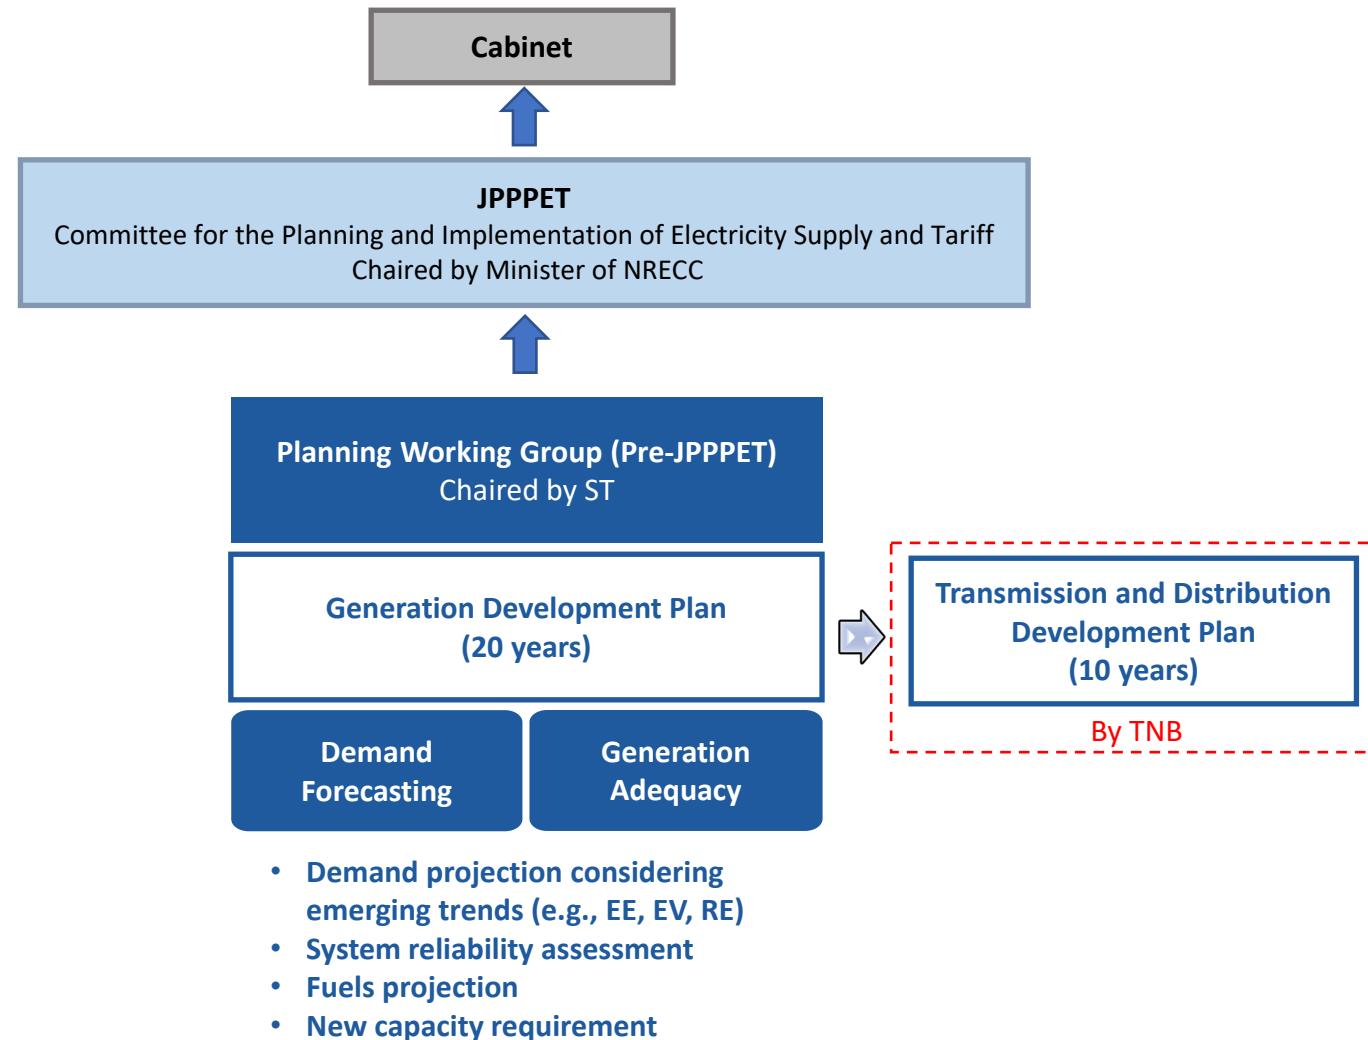 Cabinet
JPPPET
Committee for the Planning and Implementation of Electricity Supply and Tariff
Chaired by Minister of NRECC
Planning Working Group (Pre-JPPPET)
Chaired by ST
Generation Development Plan
(20 years)
Transmission and Distribution
Development Plan
(10 years)
By TNB
Demand
Forecasting
Generation
Adequacy
• Demand projection considering
emerging trends (e.g., EE, EV, RE)
• System reliability assessment
• Fuels projection
• New capacity requirement